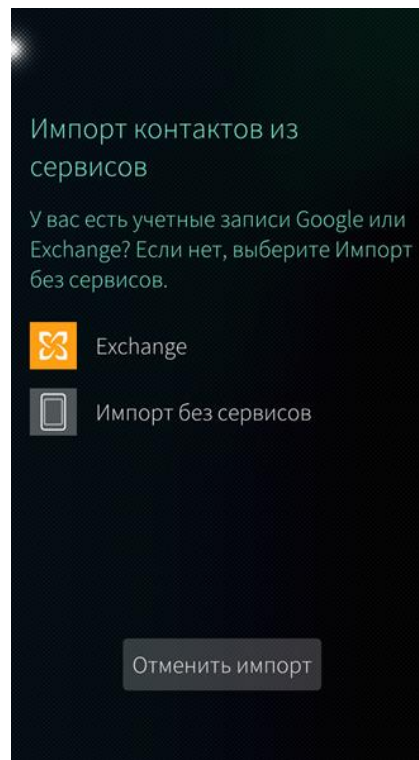 Импорт контактов из
сервисов
У вас есть учетные записи Google или
Exchange? Если нет, выберите Импорт
без сервисов.
Exchange
Импорт без сервисов
Отменить импорт